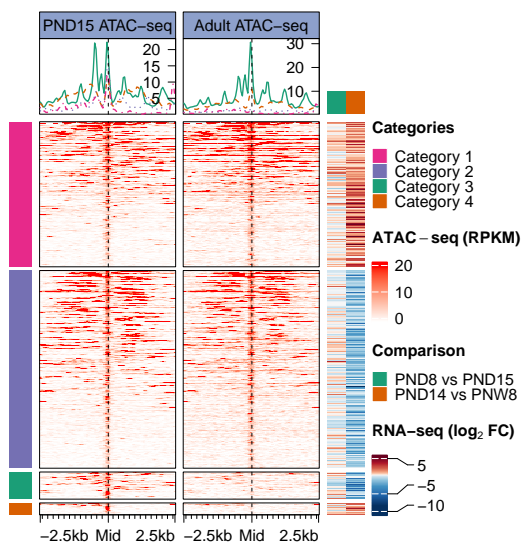 PND15 ATAC−seq Adult ATAC−seq
20
15
10
5
30
20
10
Categories
Category 1
Category 2
Category 3
Category 4
ATAC−seq (RPKM)
20
10
0
Comparison
PND8 vs PND15
PND14 vs PNW8
RNA−seq (log₂ FC)
5
−5
−10
−2.5kb Mid 2.5kb −2.5kb Mid 2.5kb